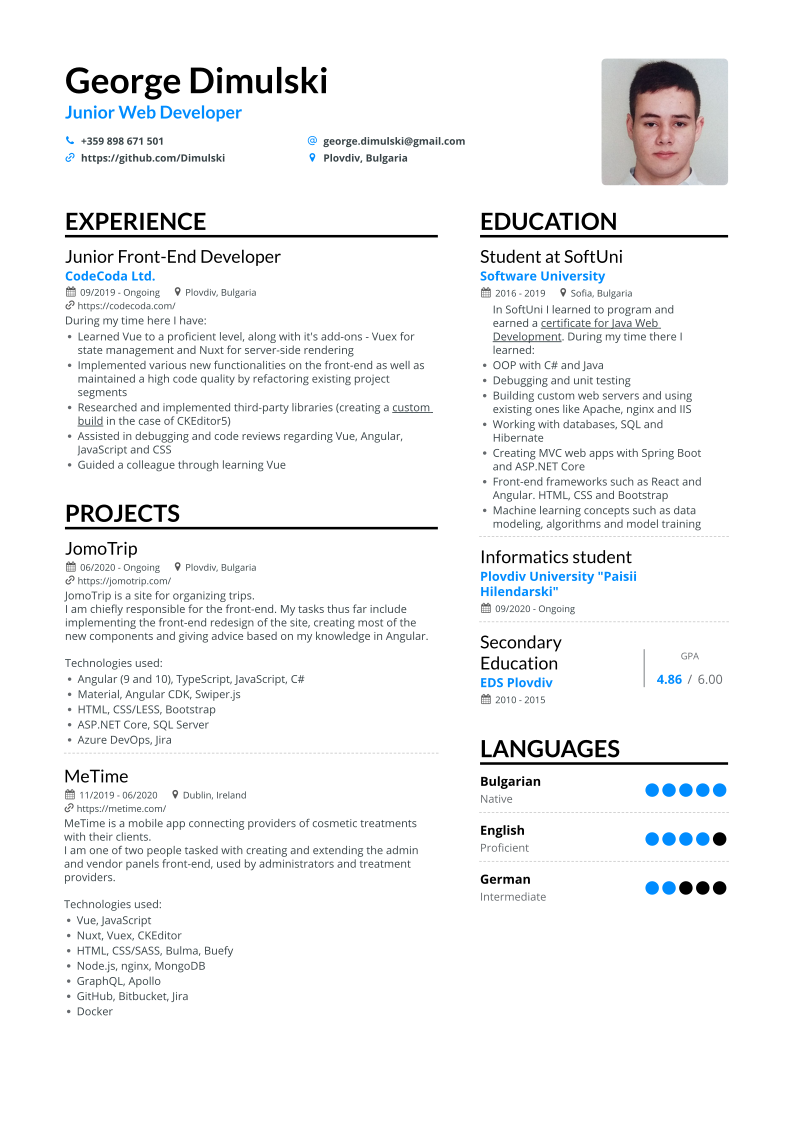 George Dimulski
Junior Web Developer
+359 898 671 501
george.dimulski@gmail.com
https://github.com/Dimulski
Plovdiv, Bulgaria
EXPERIENCE
Junior Front-End Developer
CodeCoda Ltd.
09/2019 - Ongoing Plovdiv, Bulgaria
https://codecoda.com/
During my time here I have:
• Learned Vue to a proficient level, along with it's add-ons - Vuex for
state management and Nuxt for server-side rendering
• Implemented various new functionalities on the front-end as well as
maintained a high code quality by refactoring existing project
segments
• Researched and implemented third-party libraries (creating a custom
build in the case of CKEditor5)
• Assisted in debugging and code reviews regarding Vue, Angular,
JavaScript and CSS
• Guided a colleague through learning Vue
PROJECTS
JomoTrip
06/2020 - Ongoing Plovdiv, Bulgaria
https://jomotrip.com/
JomoTrip is a site for organizing trips.
I am chiefly responsible for the front-end. My tasks thus far include
implementing the front-end redesign of the site, creating most of the
new components and giving advice based on my knowledge in Angular.
Technologies used:
• Angular (9 and 10), TypeScript, JavaScript, C#
• Material, Angular CDK, Swiper.js
• HTML, CSS/LESS, Bootstrap
• ASP.NET Core, SQL Server
• Azure DevOps, Jira
MeTime
11/2019 - 06/2020 Dublin, Ireland
https://metime.com/
MeTime is a mobile app connecting providers of cosmetic treatments
with their clients.
I am one of two people tasked with creating and extending the admin
and vendor panels front-end, used by administrators and treatment
providers.
Technologies used:
• Vue, JavaScript
• Nuxt, Vuex, CKEditor
• HTML, CSS/SASS, Bulma, Buefy
• Node.js, nginx, MongoDB
• GraphQL, Apollo
• GitHub, Bitbucket, Jira
• Docker
EDUCATION
Student at SoftUni
Software University
2016 - 2019 Sofia, Bulgaria
In SoftUni I learned to program and
earned a certificate for Java Web
Development. During my time there I
learned:
• OOP with C# and Java
• Debugging and unit testing
• Building custom web servers and using
existing ones like Apache, nginx and IIS
• Working with databases, SQL and
Hibernate
• Creating MVC web apps with Spring Boot
and ASP.NET Core
• Front-end frameworks such as React and
Angular. HTML, CSS and Bootstrap
• Machine learning concepts such as data
modeling, algorithms and model training
Informatics student
Plovdiv University "Paisii
Hilendarski"
09/2020 - Ongoing
Secondary
Education
EDS Plovdiv
2010 - 2015
GPA
4.86 / 6.00
LANGUAGES
Bulgarian
Native
English
Proficient
German
Intermediate